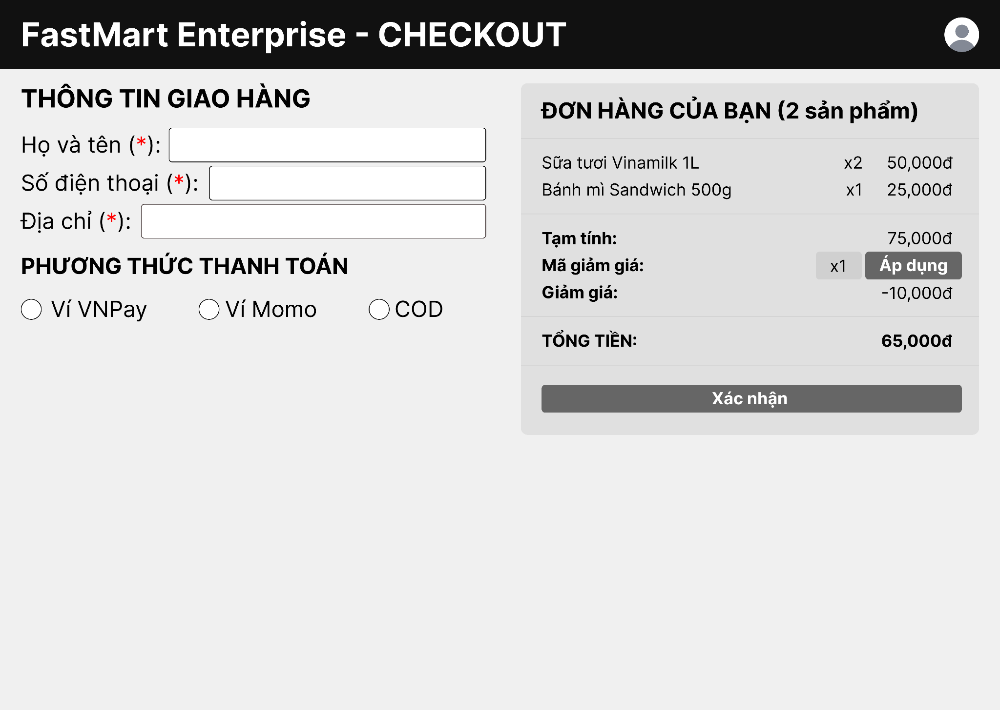 FastMart Enterprise - CHECKOUT
THÔNG TIN GIAO HÀNG
Họ và tên (*):
Số điện thoại (*):
Địa chỉ (*):
PHƯƠNG THỨC THANH TOÁN
Ví VNPay Ví Momo COD
ĐƠN HÀNG CỦA BẠN (2 sản phẩm)
Sữa tươi Vinamilk 1L x2 50,000đ
Bánh mì Sandwich 500g x1 25,000đ
Tạm tính: 75,000đ
Mã giảm giá: x1 Áp dụng
Giảm giá: -10,000đ
TỔNG TIỀN: 65,000đ
Xác nhận